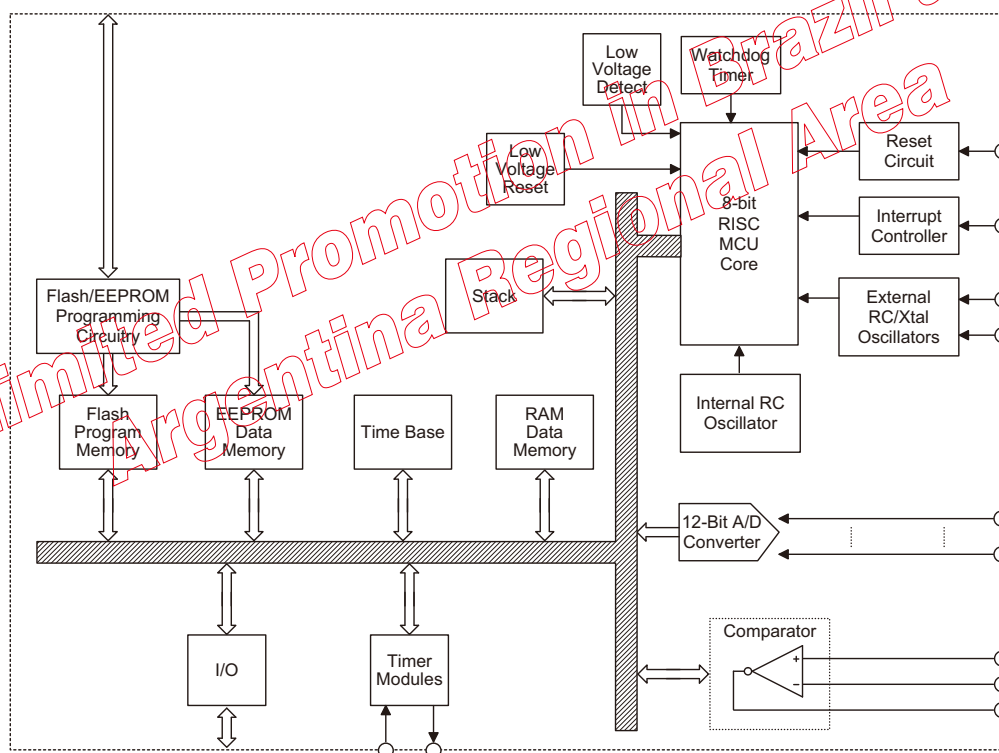 Low
Voltage
Detect
Watchdog
Timer
Low
Voltage
Reset
8-bit
RISC
MCU
Core
Reset
Circuit
Interrupt
Controller
External
RC/Xtal
Oscillators
Internal RC
Oscillator
Stack
Flash/EEPROM
Programming
Circuitry
Flash
Program
Memory
EEPROM
Data
Memory
Time Base
RAM
Data
Memory
12-Bit A/D
Converter
I/O
Timer
Modules
Comparator
+
−
Promotion in Brazil
Argentina Regional Area